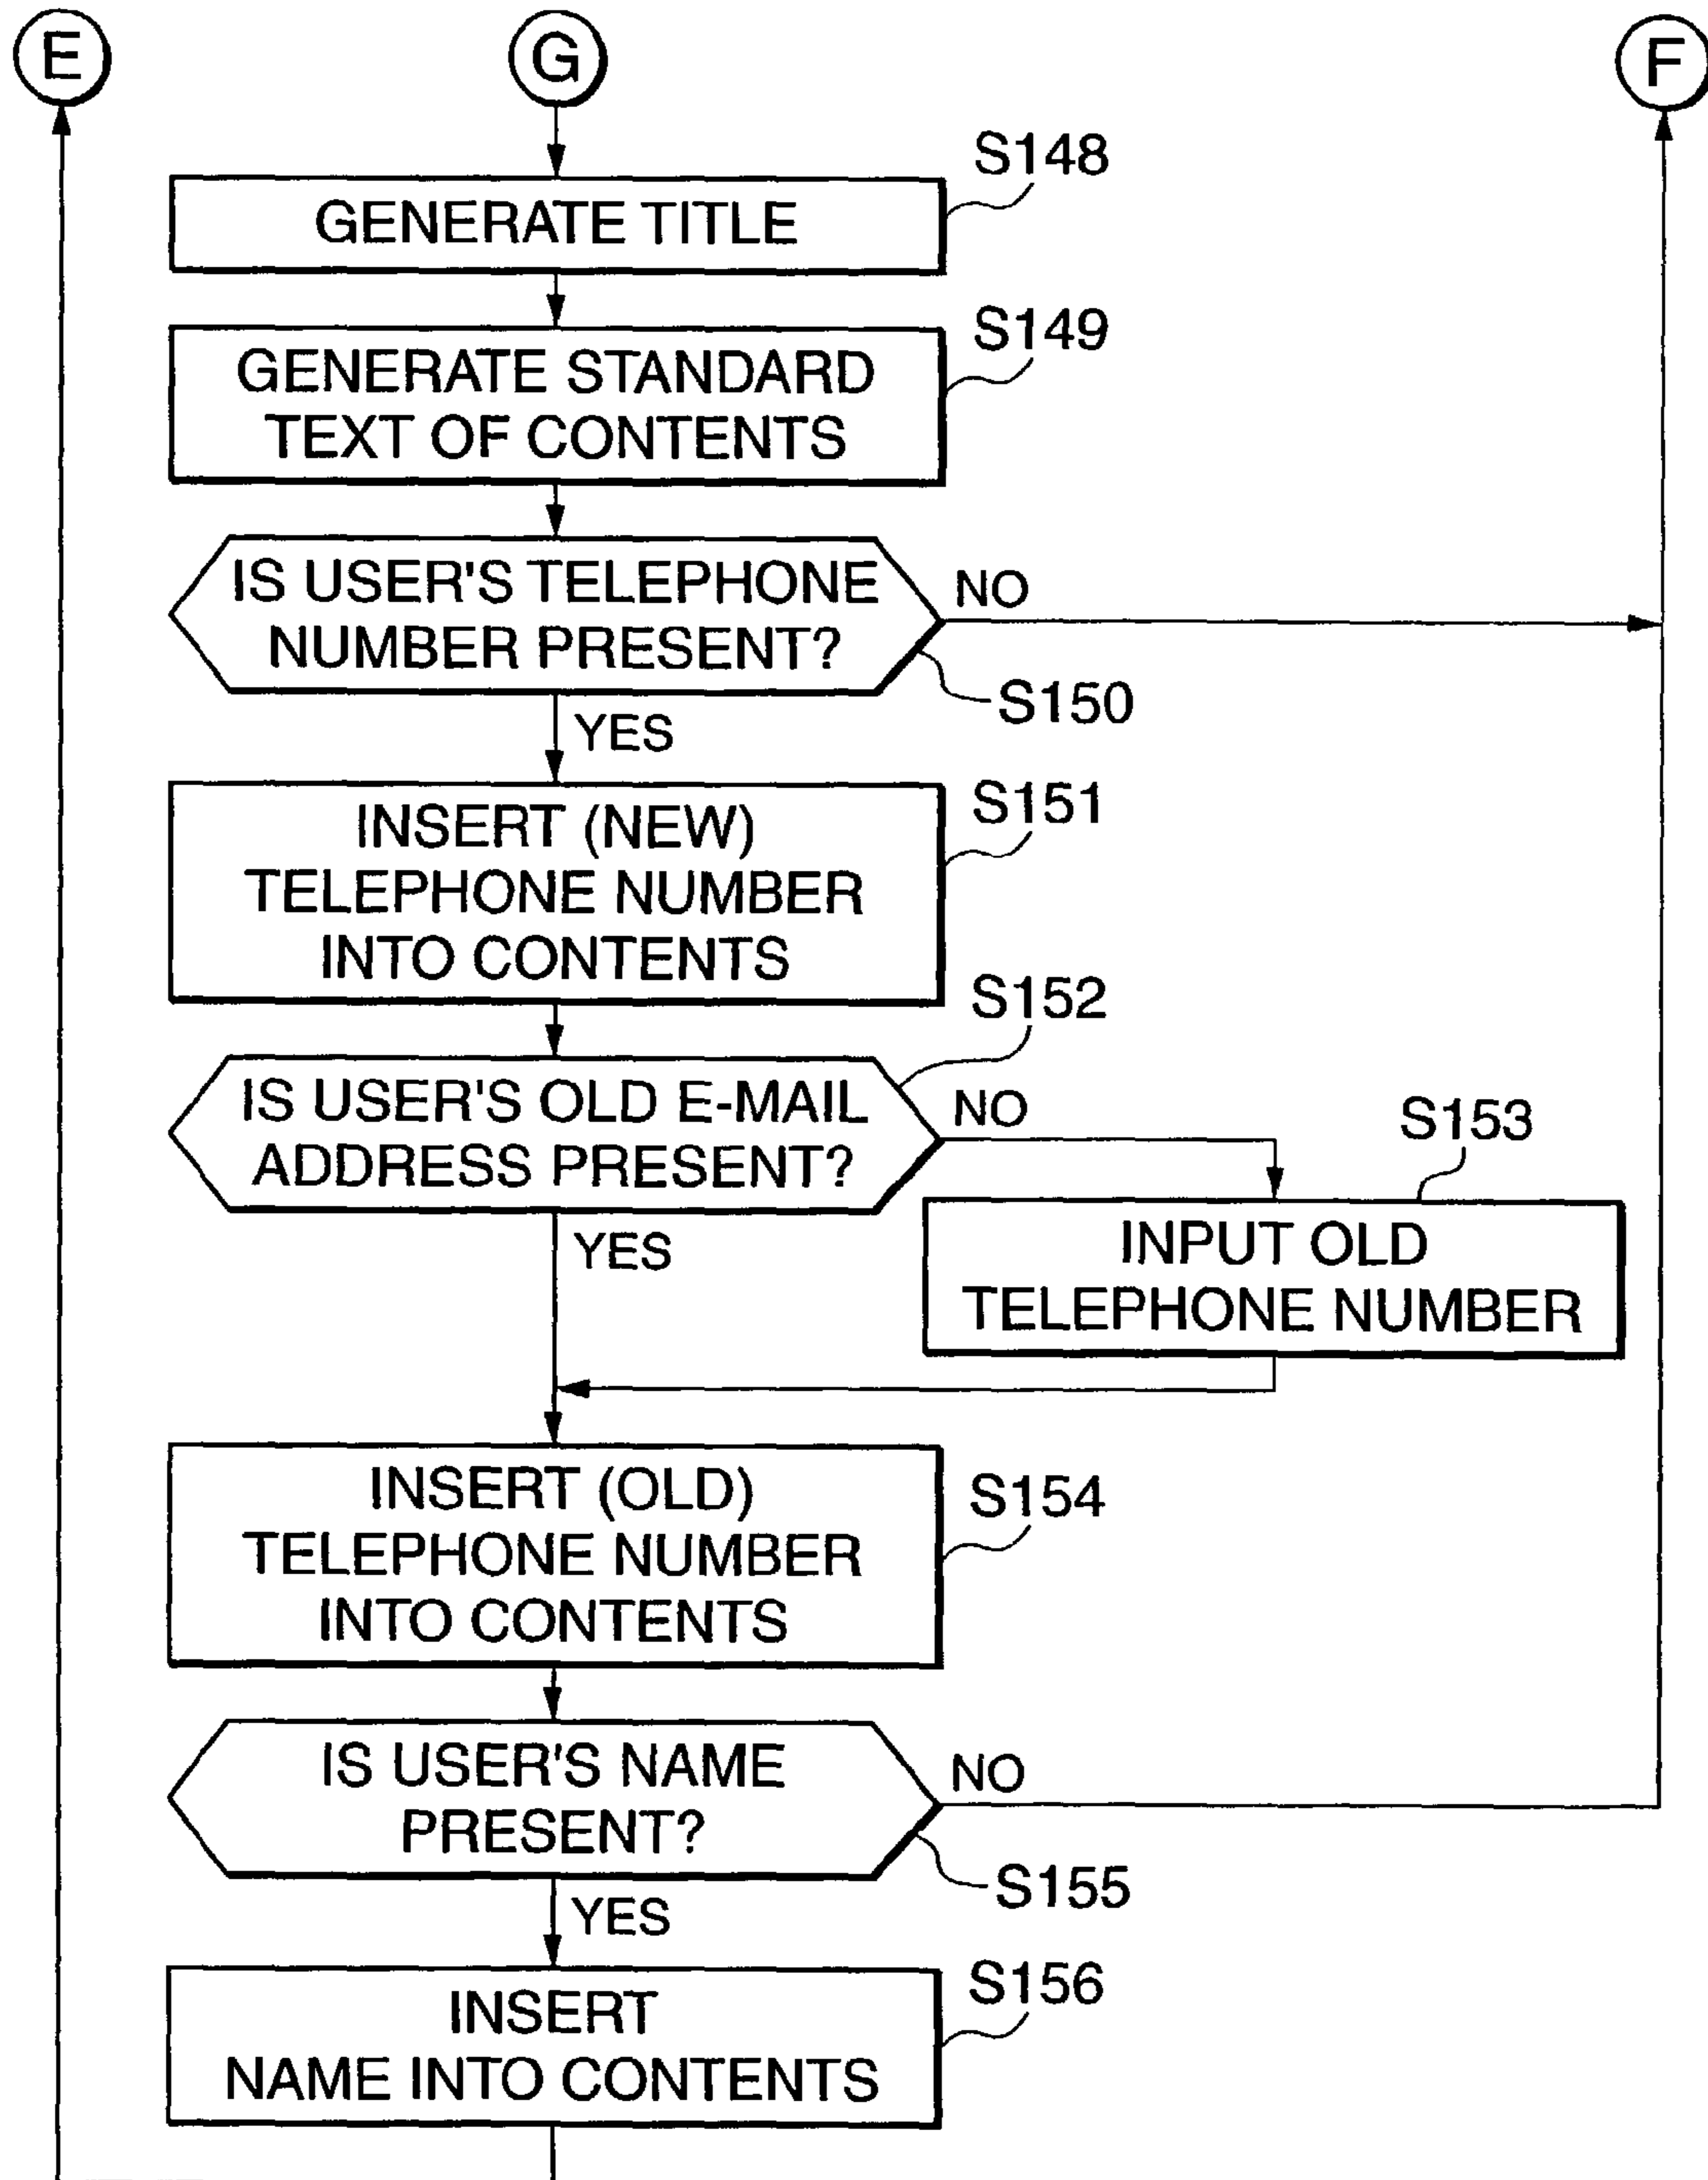 E
G
F
S148
GENERATE TITLE
S149
GENERATE STANDARD
TEXT OF CONTENTS
IS USER'S TELEPHONE
NUMBER PRESENT?
NO
S150
YES
S151
INSERT (NEW)
TELEPHONE NUMBER
INTO CONTENTS
S152
IS USER'S OLD E-MAIL
ADDRESS PRESENT?
NO
S153
YES
INPUT OLD
TELEPHONE NUMBER
INSERT (OLD)
TELEPHONE NUMBER
INTO CONTENTS
S154
IS USER'S NAME
PRESENT?
NO
S155
YES
S156
INSERT
NAME INTO CONTENTS